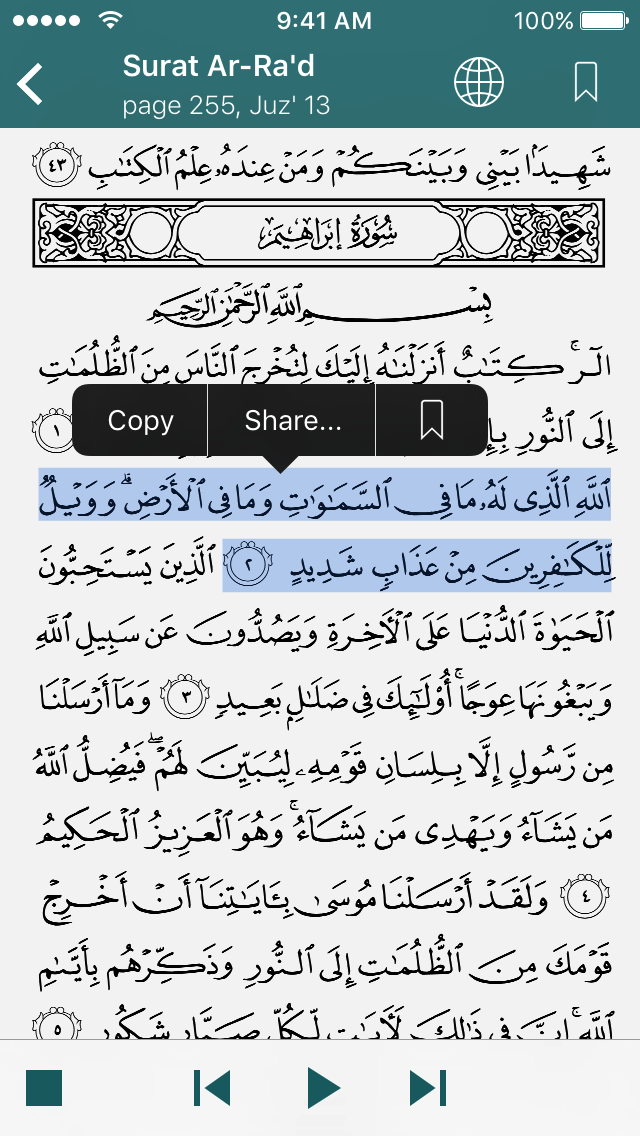 9:41 AM
100%
Surat Ar-Ra'd
page 255, Juz' 13
شَهِيدًۢا بَيۡنِي وَبَيۡنَكُمۡ وَمَنۡ عِندَهُۥ عِلۡمُ ٱلۡكِتَٰبِ ٤٣
سُورَةُ إِبْرَاهِيمَ
بِسۡمِ ٱللَّهِ ٱلرَّحۡمَٰنِ ٱلرَّحِيمِ
الٓرۚ كِتَٰبٌ أَنزَلۡنَٰهُ إِلَيۡكَ لِتُخۡرِجَ ٱلنَّاسَ مِنَ ٱلظُّلُمَٰتِ
إِلَى ٱلنُّورِ ١
Copy
Share...
ٱللَّهِ ٱلَّذِي لَهُۥ مَا فِي ٱلسَّمَٰوَٰتِ وَمَا فِي ٱلۡأَرۡضِۗ وَوَيۡلٞ
لِّلۡكَٰفِرِينَ مِنۡ عَذَابٖ شَدِيدٍ ٢ ٱلَّذِينَ يَسۡتَحِبُّونَ
ٱلۡحَيَوٰةَ ٱلدُّنۡيَا عَلَى ٱلۡأٓخِرَةِ وَيَصُدُّونَ عَن سَبِيلِ ٱللَّهِ
وَيَبۡغُونَهَا عِوَجًاۚ أُوْلَٰٓئِكَ فِي ضَلَٰلِۭ بَعِيدٖ ٣ وَمَآ أَرۡسَلۡنَا
مِن رَّسُولٍ إِلَّا بِلِسَانِ قَوۡمِهِۦ لِيُبَيِّنَ لَهُمۡۖ فَيُضِلُّ ٱللَّهُ
مَن يَشَآءُ وَيَهۡدِي مَن يَشَآءُۚ وَهُوَ ٱلۡعَزِيزُ ٱلۡحَكِيمُ
٤ وَلَقَدۡ أَرۡسَلۡنَا مُوسَىٰ بِـَٔايَٰتِنَآ أَنۡ أَخۡرِجۡ
قَوۡمَكَ مِنَ ٱلظُّلُمَٰتِ إِلَى ٱلنُّورِ وَذَكِّرۡهُم بِأَيَّىٰمِ
ٱللَّهِۚ إِنَّ فِي ذَٰلِكَ لَأٓيَٰتٖ لِّكُلِّ صَبَّارٖ شَكُورٖ ٥